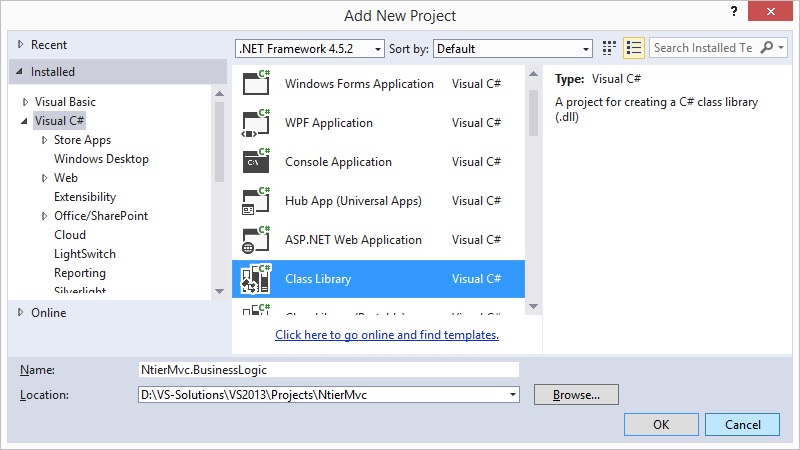 Add New Project
?
Recent
Installed
Visual Basic
Visual C#
Store Apps
Windows Desktop
Web
Extensibility
Office/SharePoint
Cloud
LightSwitch
Reporting
Silverlight
Online
.NET Framework 4.5.2
Sort by: Default
Search Installed Te
C# Windows Forms Application Visual C#
C# WPF Application Visual C#
C# C:\ Console Application Visual C#
C# Hub App (Universal Apps) Visual C#
C# ASP.NET Web Application Visual C#
C# Class Library Visual C#
C# Class Library (Portable) Visual C#
Click here to go online and find templates.
Type: Visual C#
A project for creating a C# class library
(.dll)
Name: NtierMvc.BusinessLogic
Location: D:\VS-Solutions\VS2013\Projects\NtierMvc
Browse...
OK
Cancel